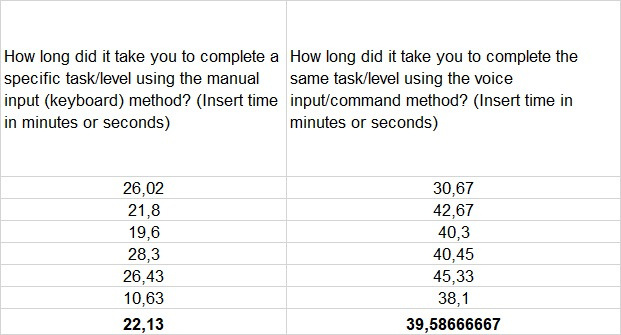 How long did it take you to complete a
specific task/level using the manual
input (keyboard) method? (Insert time
in minutes or seconds)
How long did it take you to complete the
same task/level using the voice
input/command method? (Insert time in
minutes or seconds)
26,02 30,67
21,8 42,67
19,6 40,3
28,3 40,45
26,43 45,33
10,63 38,1
22,13 39,58666667